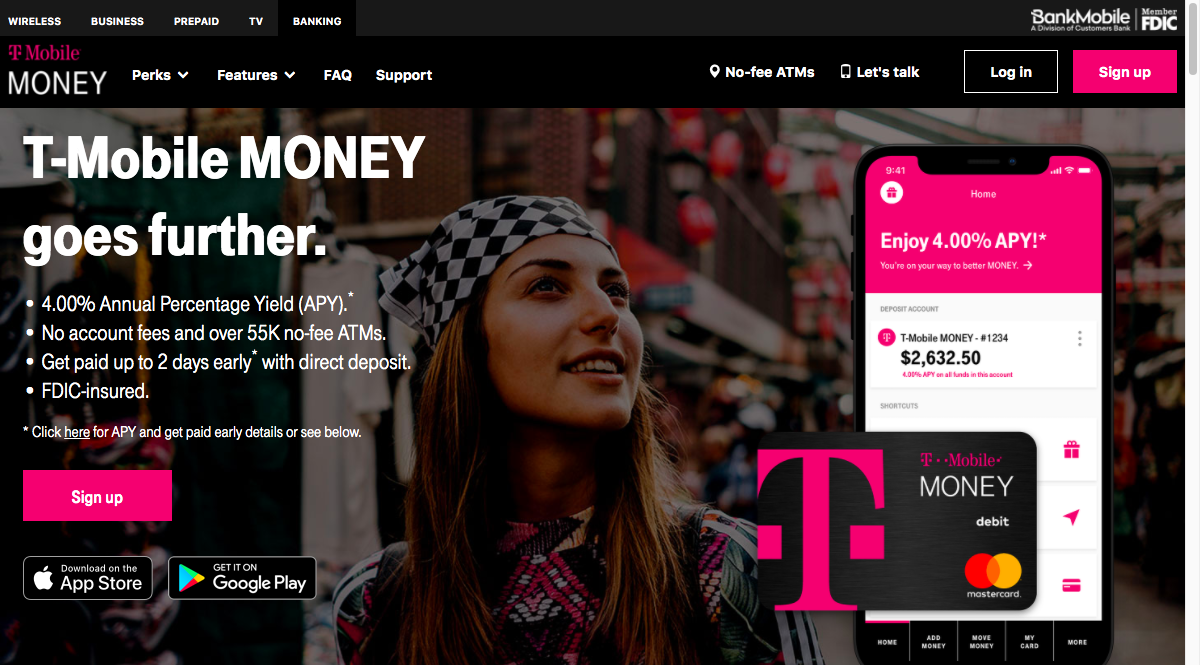 WIRELESS BUSINESS PREPAID TV BANKING
BankMobile
A Division of Customers Bank
Member
FDIC
T Mobile
MONEY
Perks Features FAQ Support
No-fee ATMs Let's talk Log in Sign up
T-Mobile MONEY
goes further.
• 4.00% Annual Percentage Yield (APY).*
• No account fees and over 55K no-fee ATMs.
• Get paid up to 2 days early* with direct deposit.
• FDIC-insured.
* Click here for APY and get paid early details or see below.
Sign up
Download on the
App Store
GET IT ON
Google Play
9:41
Home
Enjoy 4.00% APY!*
You're on your way to better MONEY. →
DEPOSIT ACCOUNT
T
T-Mobile MONEY - #1234
$2,632.50
4.00% APY on all funds in this account
SHORTCUTS
T
T··Mobile·
MONEY
debit
mastercard.
HOME
ADD
MONEY
MOVE
MONEY
MY
CARD
MORE